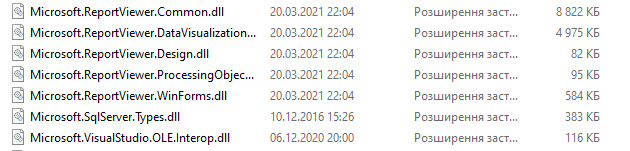 Microsoft.ReportViewer.Common.dll 20.03.2021 22:04 Розширення заст... 8 822 КБ
Microsoft.ReportViewer.DataVisualization... 20.03.2021 22:04 Розширення заст... 4 975 КБ
Microsoft.ReportViewer.Design.dll 20.03.2021 22:04 Розширення заст... 82 КБ
Microsoft.ReportViewer.ProcessingObjec... 20.03.2021 22:04 Розширення заст... 95 КБ
Microsoft.ReportViewer.WinForms.dll 20.03.2021 22:04 Розширення заст... 584 КБ
Microsoft.SqlServer.Types.dll 10.12.2016 15:26 Розширення заст... 383 КБ
Microsoft.VisualStudio.OLE.Interop.dll 06.12.2020 20:00 Розширення заст... 116 КБ